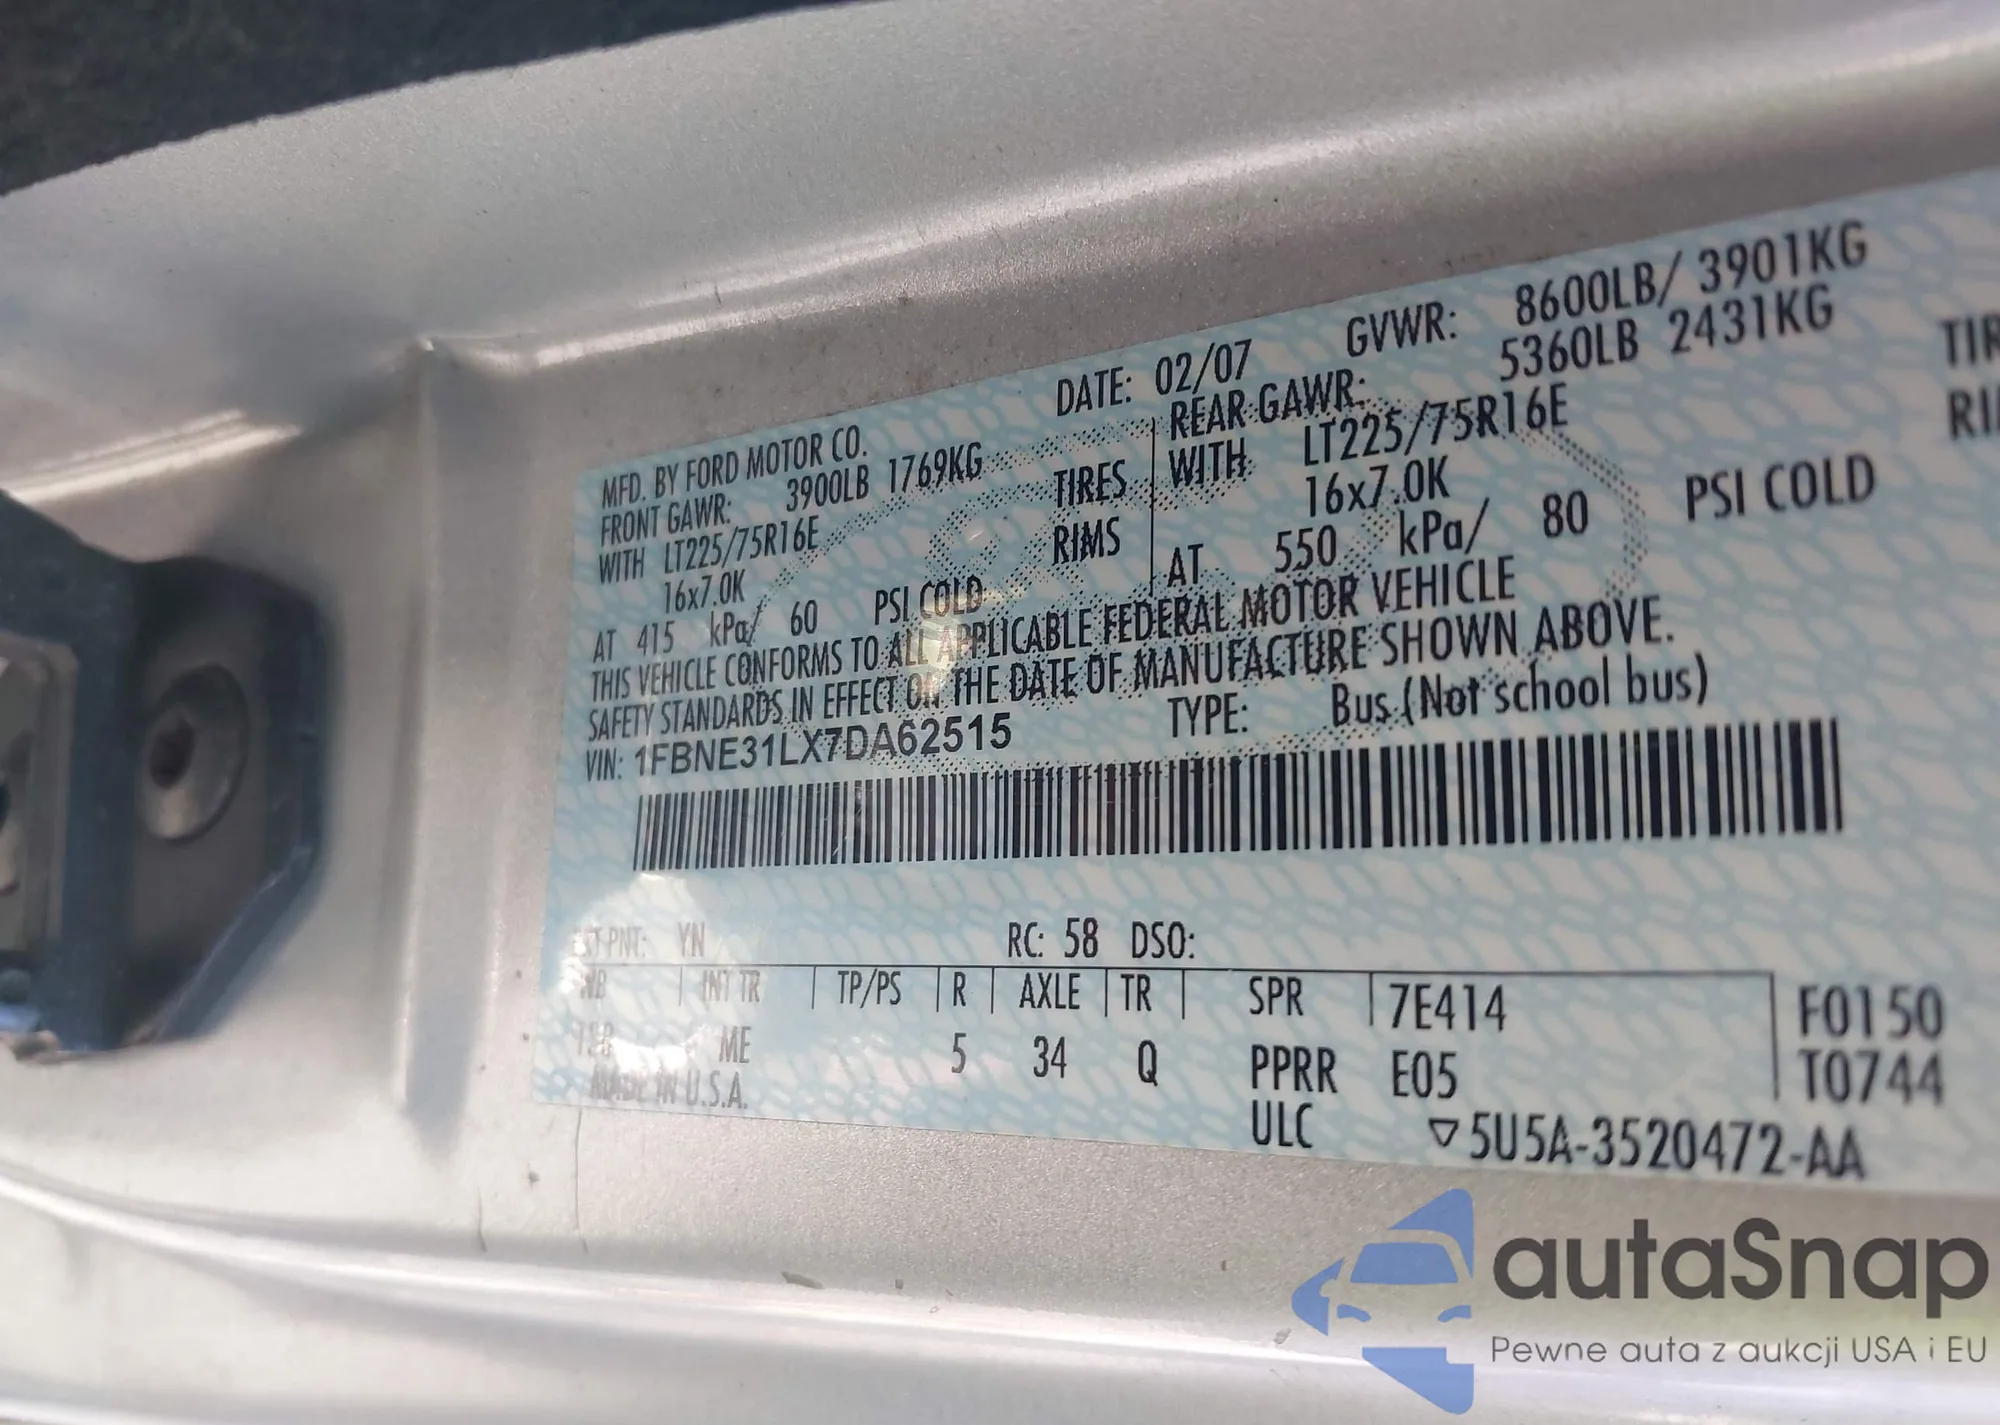 MFD. BY FORD MOTOR CO. DATE: 02/07 GVWR: 8600LB/ 3901KG
FRONT GAWR: 3900LB 1769KG REAR GAWR: 5360LB 2431KG
WITH LT225/75R16E TIRES WITH LT225/75R16E TIR
16x7.0K RIMS 16x7.0K RI
AT 415 kPa/ 60 PSI COLD AT 550 kPa/ 80 PSI COLD
THIS VEHICLE CONFORMS TO ALL APPLICABLE FEDERAL MOTOR VEHICLE
SAFETY STANDARDS IN EFFECT ON THE DATE OF MANUFACTURE SHOWN ABOVE.
VIN: 1FBNE31LX7DA62515 TYPE: Bus (Not school bus)
PNT: YN RC: 58 DSO:
WB INT TR TP/PS R AXLE TR SPR 7E414 F0150
ME 5 34 Q PPRR E05 T0744
MADE IN U.S.A. ULC ▽5U5A-3520472-AA
autaSnap
Pewne auta z aukcji USA i EU